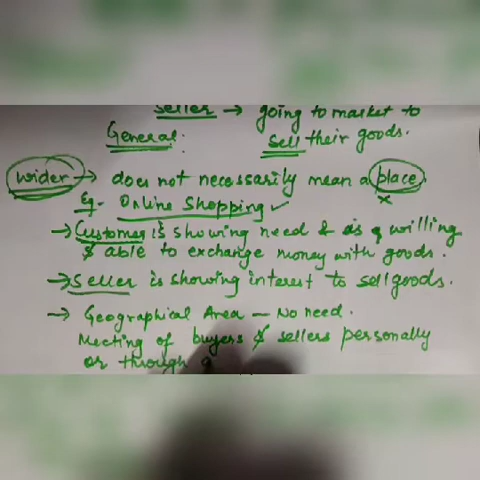 seller → going to market to
General: sell their goods.
wider → does not necessarily mean a place.
Eg- Online Shopping ✓ ×
→ Customer is showing need & is willing
& able to exchange money with goods.
→ Seller is showing interest to sell goods.
→ Geographical Area — No need.
Meeting of buyers & sellers personally
or through